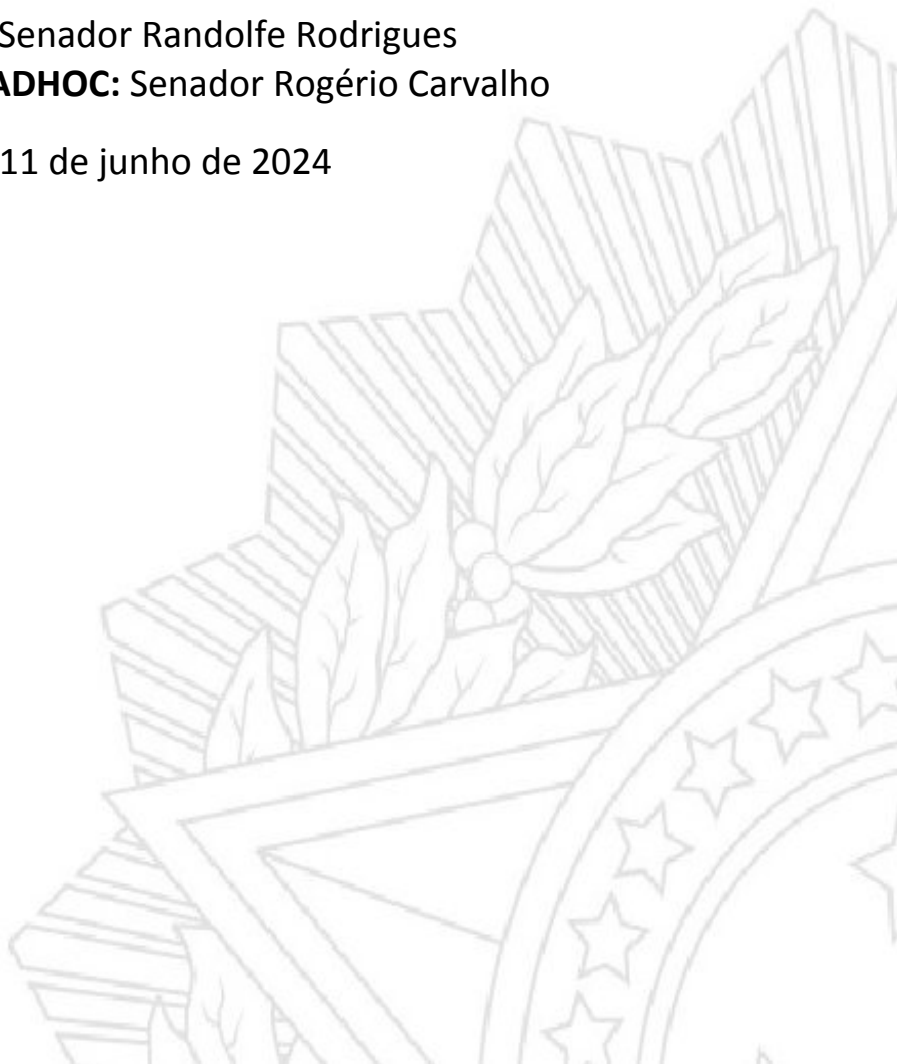 Senador Randolfe Rodrigues
ADHOC: Senador Rogério Carvalho
11 de junho de 2024